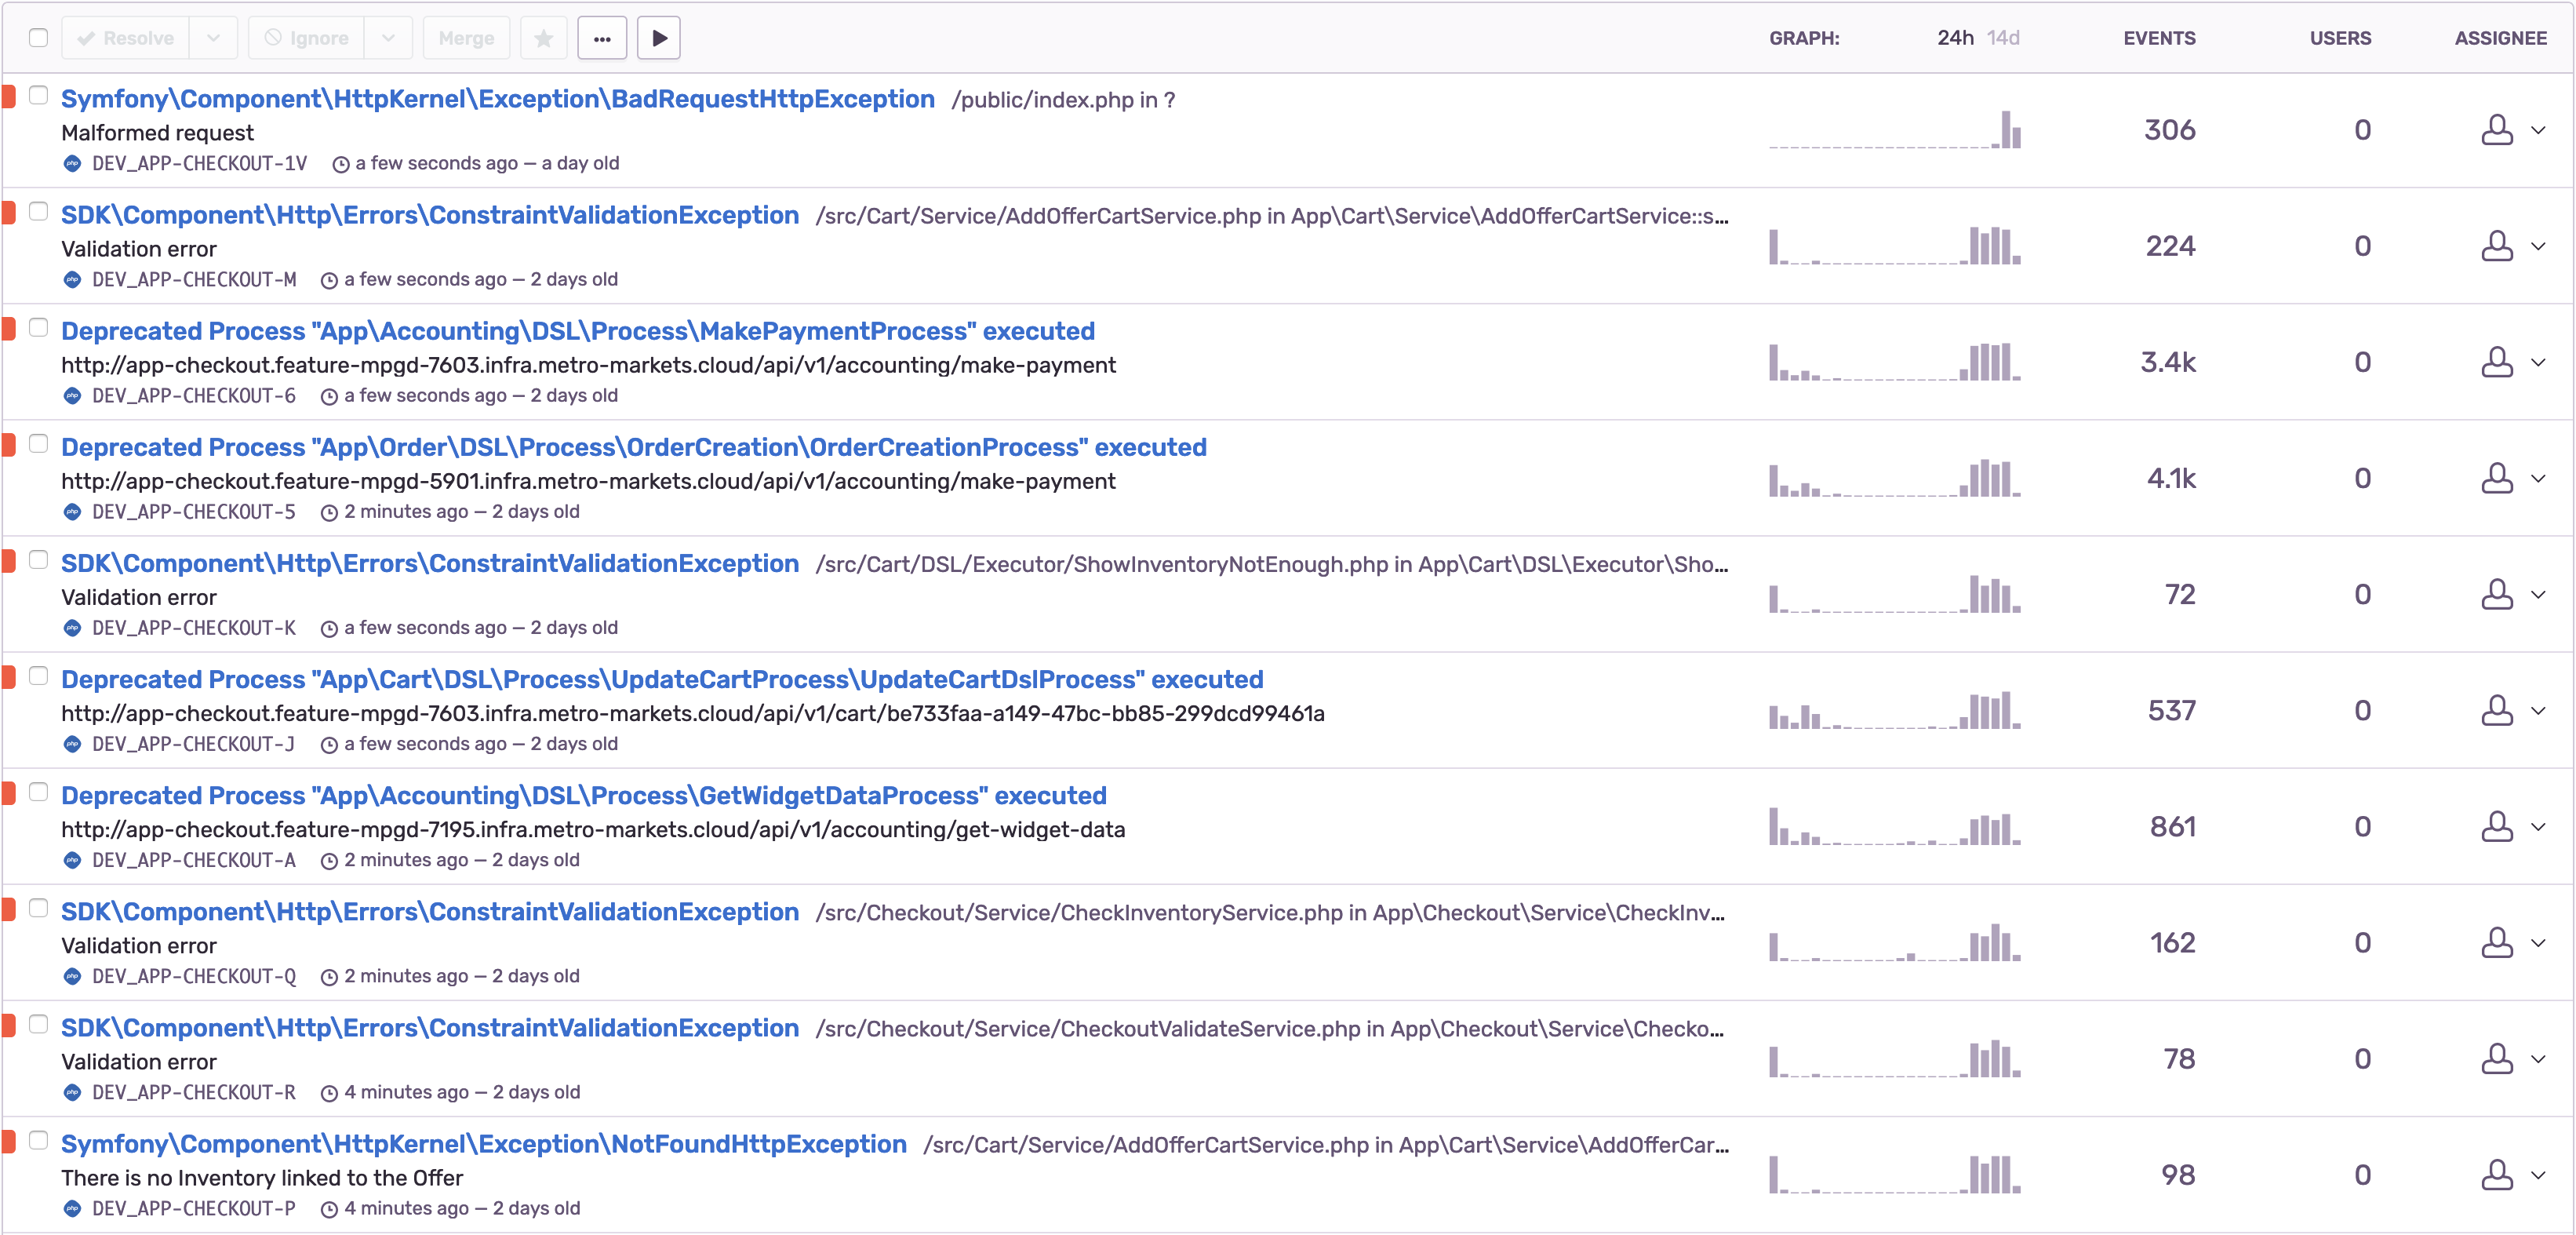 Resolve Ignore Merge GRAPH: 24h 14d EVENTS USERS ASSIGNEE
Symfony\Component\HttpKernel\Exception\BadRequestHttpException /public/index.php in ?
Malformed request 306 0
php DEV_APP-CHECKOUT-1V a few seconds ago — a day old
SDK\Component\Http\Errors\ConstraintValidationException /src/Cart/Service/AddOfferCartService.php in App\Cart\Service\AddOfferCartService::s...
Validation error 224 0
php DEV_APP-CHECKOUT-M a few seconds ago — 2 days old
Deprecated Process "App\Accounting\DSL\Process\MakePaymentProcess" executed
http://app-checkout.feature-mpgd-7603.infra.metro-markets.cloud/api/v1/accounting/make-payment 3.4k 0
php DEV_APP-CHECKOUT-6 a few seconds ago — 2 days old
Deprecated Process "App\Order\DSL\Process\OrderCreation\OrderCreationProcess" executed
http://app-checkout.feature-mpgd-5901.infra.metro-markets.cloud/api/v1/accounting/make-payment 4.1k 0
php DEV_APP-CHECKOUT-5 2 minutes ago — 2 days old
SDK\Component\Http\Errors\ConstraintValidationException /src/Cart/DSL/Executor/ShowInventoryNotEnough.php in App\Cart\DSL\Executor\Sho...
Validation error 72 0
php DEV_APP-CHECKOUT-K a few seconds ago — 2 days old
Deprecated Process "App\Cart\DSL\Process\UpdateCartProcess\UpdateCartDslProcess" executed
http://app-checkout.feature-mpgd-7603.infra.metro-markets.cloud/api/v1/cart/be733faa-a149-47bc-bb85-299dcd99461a 537 0
php DEV_APP-CHECKOUT-J a few seconds ago — 2 days old
Deprecated Process "App\Accounting\DSL\Process\GetWidgetDataProcess" executed
http://app-checkout.feature-mpgd-7195.infra.metro-markets.cloud/api/v1/accounting/get-widget-data 861 0
php DEV_APP-CHECKOUT-A 2 minutes ago — 2 days old
SDK\Component\Http\Errors\ConstraintValidationException /src/Checkout/Service/CheckInventoryService.php in App\Checkout\Service\CheckInv...
Validation error 162 0
php DEV_APP-CHECKOUT-Q 2 minutes ago — 2 days old
SDK\Component\Http\Errors\ConstraintValidationException /src/Checkout/Service/CheckoutValidateService.php in App\Checkout\Service\Checko...
Validation error 78 0
php DEV_APP-CHECKOUT-R 4 minutes ago — 2 days old
Symfony\Component\HttpKernel\Exception\NotFoundHttpException /src/Cart/Service/AddOfferCartService.php in App\Cart\Service\AddOfferCar...
There is no Inventory linked to the Offer 98 0
php DEV_APP-CHECKOUT-P 4 minutes ago — 2 days old